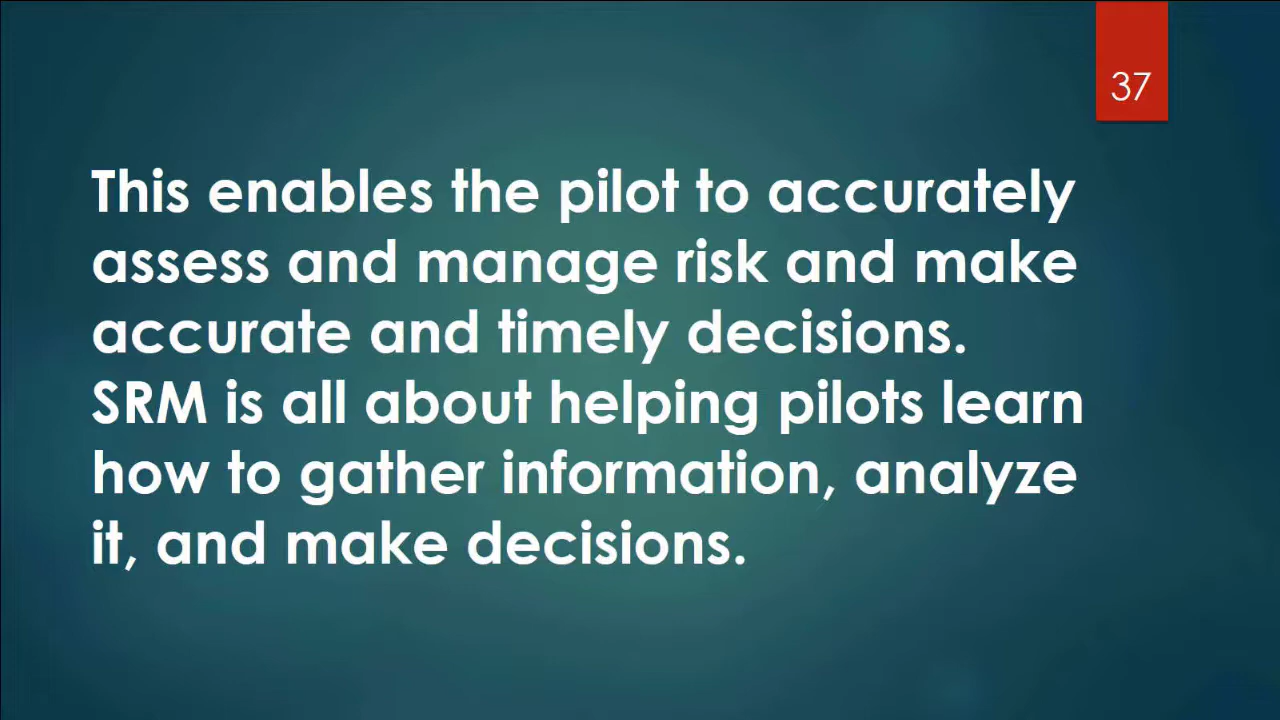 37
This enables the pilot to accurately
assess and manage risk and make
accurate and timely decisions.
SRM is all about helping pilots learn
how to gather information, analyze
it, and make decisions.